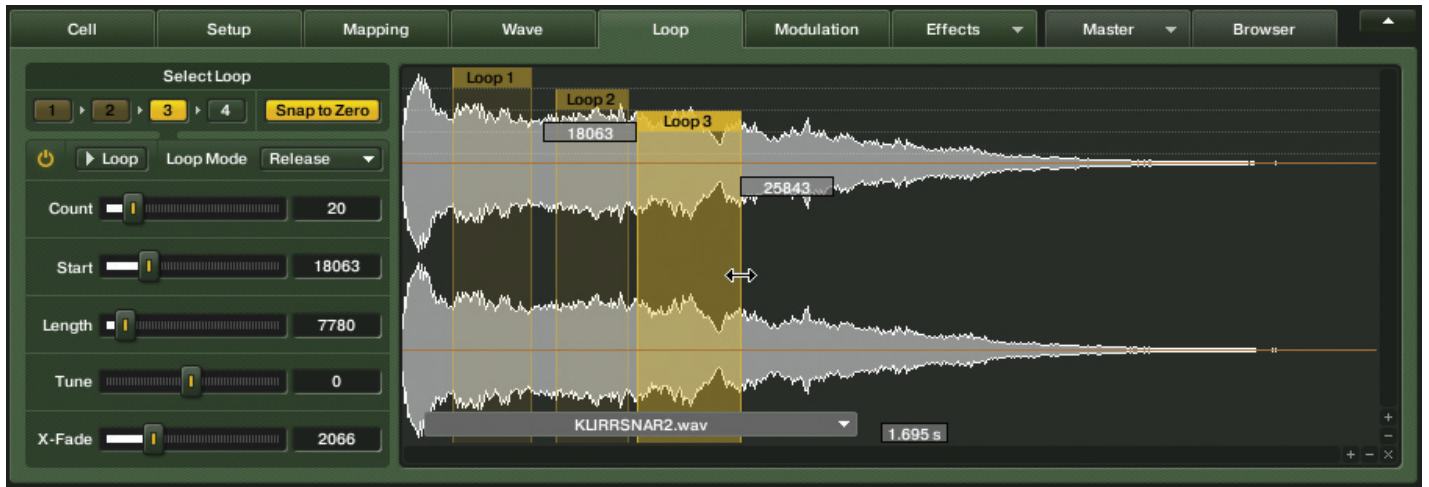 Cell Setup Mapping Wave Loop Modulation Effects Master Browser
Select Loop
1 2 3 4 Snap to Zero
Loop Loop Mode Release
Count 20
Start 18063
Length 7780
Tune 0
X-Fade 2066
Loop 1
Loop 2
Loop 3
18063
25843
KLIRRSNAR2.wav
1.695 s
+
-
+ - ×